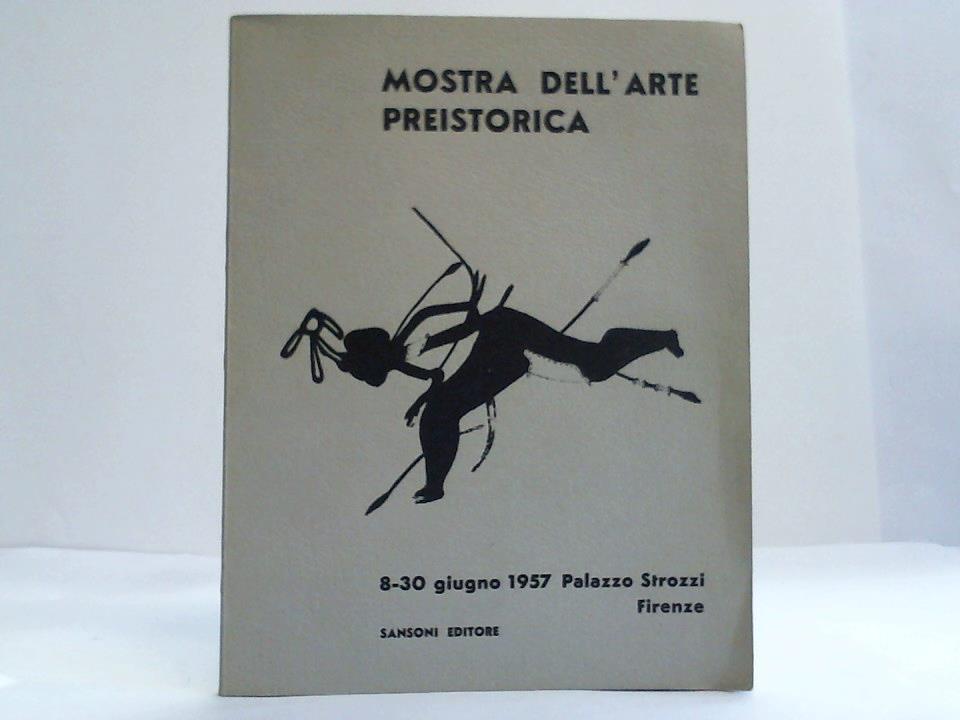 MOSTRA DELL'ARTE
PREISTORICA
8-30 giugno 1957 Palazzo Strozzi
Firenze
SANSONI EDITORE